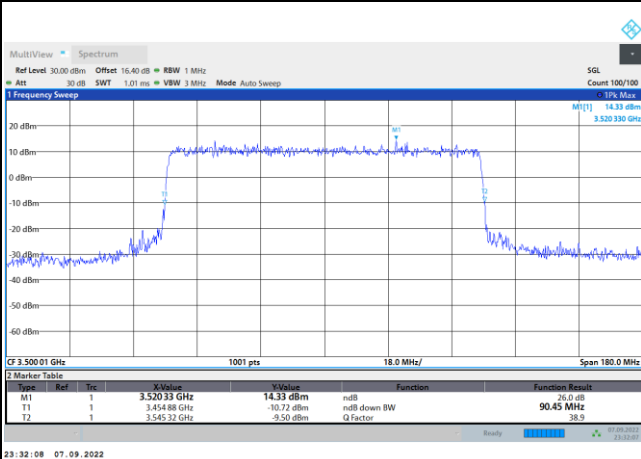 MultiView Spectrum
Ref Level 30.00 dBm Offset 16.40 dB RBW 1 MHz SGL
Att 30 dB SWT 1.01 ms VBW 3 MHz Mode Auto Sweep Count 100/100
1 Frequency Sweep 1Pk Max
M1[1] 14.33 dBm
3.520 330 GHz
20 dBm
M1
10 dBm
0 dBm
T1 T2
-10 dBm
-20 dBm
-30 dBm
-40 dBm
-50 dBm
-60 dBm
CF 3.500 01 GHz 1001 pts 18.0 MHz/ Span 180.0 MHz
2 Marker Table
Type Ref Trc X-Value Y-Value Function Function Result
M1 1 3.520 33 GHz 14.33 dBm ndB 26.0 dB
T1 1 3.454 88 GHz -10.72 dBm ndB down BW 90.45 MHz
T2 1 3.545 32 GHz -9.50 dBm Q Factor 38.9
Ready 07.09.2022
23:32:07
23:32:08 07.09.2022